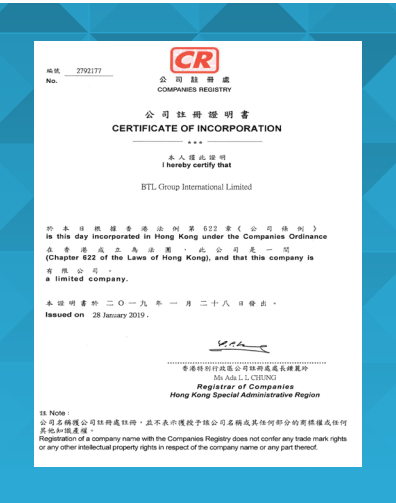 編號 2792177
No.
CR
公司註冊處
COMPANIES REGISTRY
公司註冊證明書
CERTIFICATE OF INCORPORATION
***
本人謹此證明
I hereby certify that
BTL Group International Limited
於本日根據香港法例第622章《公司條例》
is this day incorporated in Hong Kong under the Companies Ordinance
在香港成立為法團，此公司是一間
(Chapter 622 of the Laws of Hong Kong), and that this company is
有限公司。
a limited company.
本證明書於二〇一九年一月二十八日發出。
Issued on 28 January 2019.
香港特別行政區公司註冊處處長鍾麗玲
Ms Ada L L CHUNG
Registrar of Companies
Hong Kong Special Administrative Region
註 Note :
公司名稱獲公司註冊處註冊，並不表示獲授予該公司名稱或其任何部分的商標權或任何
其他知識產權。
Registration of a company name with the Companies Registry does not confer any trade mark rights
or any other intellectual property rights in respect of the company name or any part thereof.